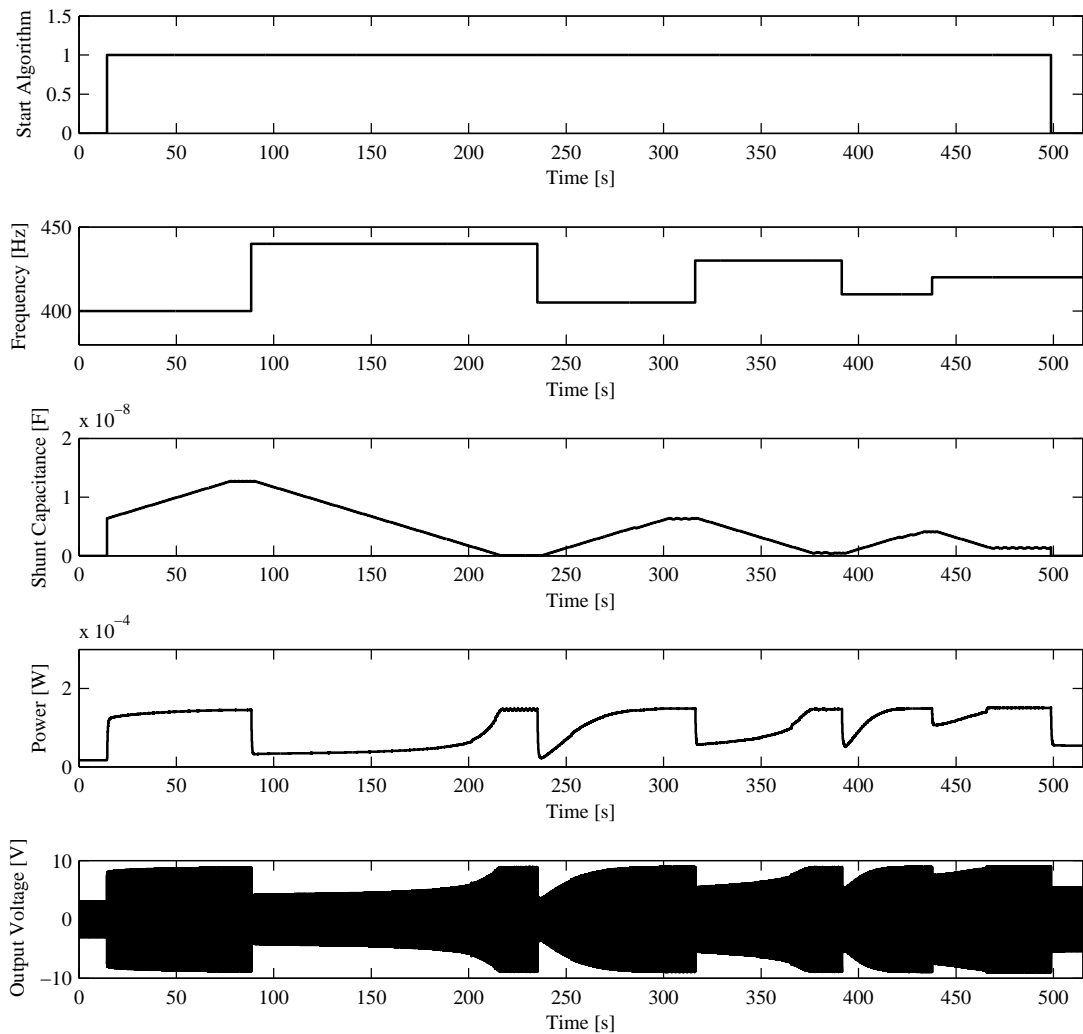 1.5
1
0.5
0
Start Algorithm
0 50 100 150 200 250 300 350 400 450 500
Time [s]
450
400
Frequency [Hz]
0 50 100 150 200 250 300 350 400 450 500
Time [s]
x 10−8
2
1
0
Shunt Capacitance [F]
0 50 100 150 200 250 300 350 400 450 500
Time [s]
x 10−4
2
0
Power [W]
0 50 100 150 200 250 300 350 400 450 500
Time [s]
10
0
−10
Output Voltage [V]
0 50 100 150 200 250 300 350 400 450 500
Time [s]